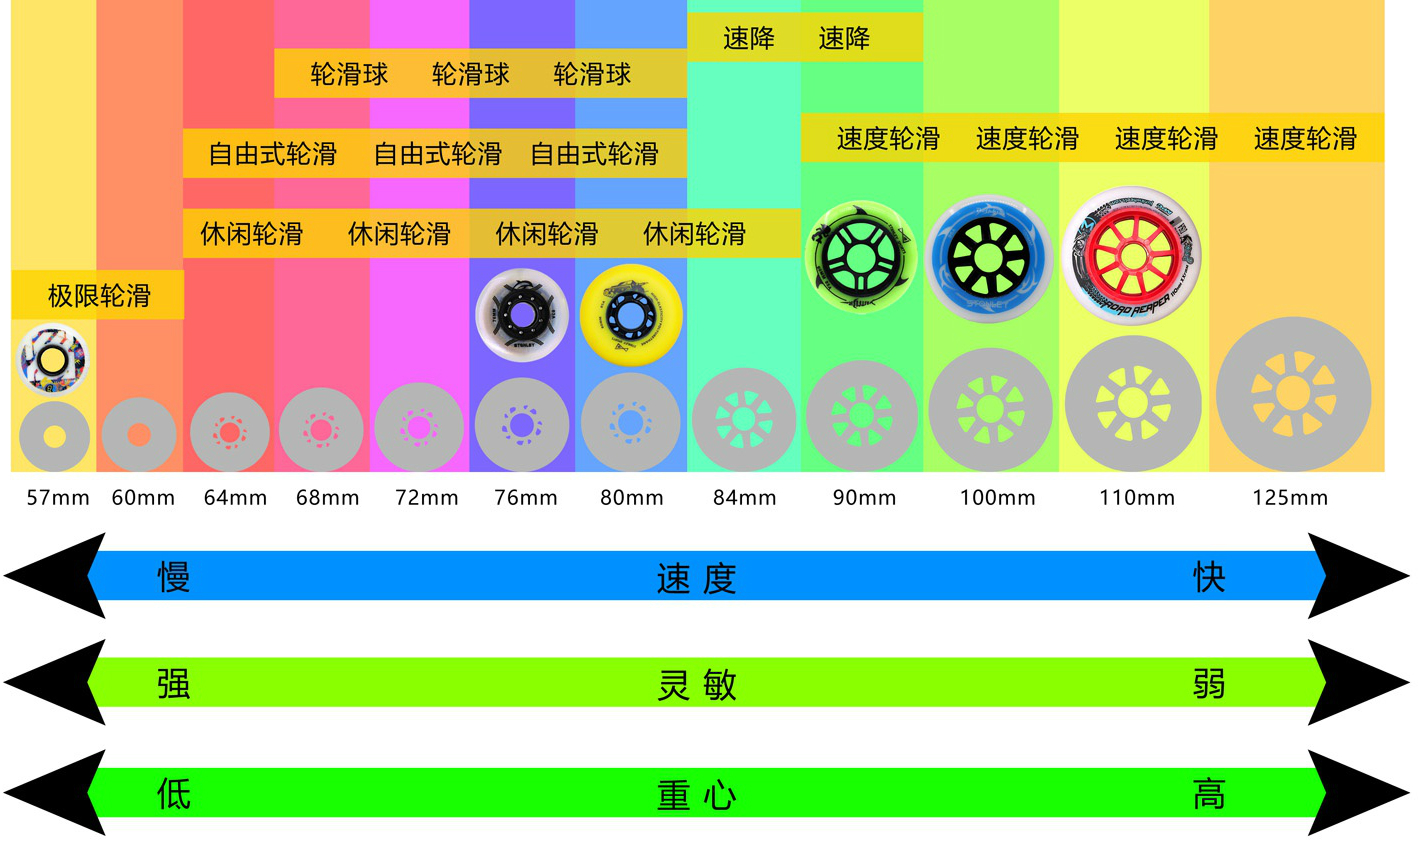 速降 速降
轮滑球 轮滑球 轮滑球
速度轮滑 速度轮滑 速度轮滑 速度轮滑
自由式轮滑 自由式轮滑 自由式轮滑
休闲轮滑 休闲轮滑 休闲轮滑 休闲轮滑
极限轮滑
ROAD REAPER
57mm 60mm 64mm 68mm 72mm 76mm 80mm 84mm 90mm 100mm 110mm 125mm
慢 速度 快
强 灵敏 弱
低 重心 高